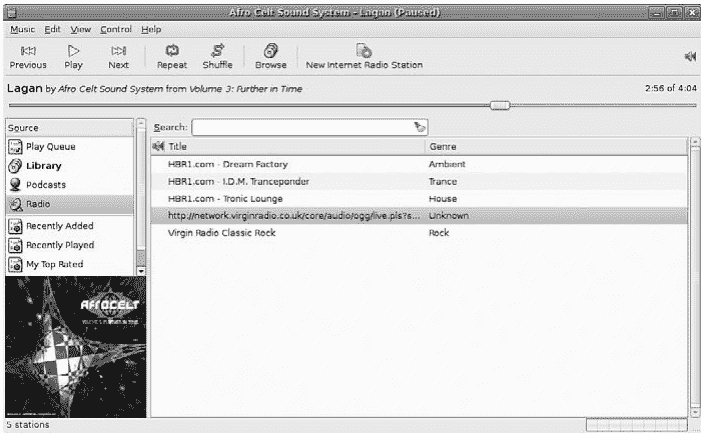 Afro Celt Sound System - Lagan (Paused)
Music Edit View Control Help
Previous Play Next Repeat Shuffle Browse New Internet Radio Station
Lagan by Afro Celt Sound System from Volume 3: Further in Time 2:56 of 4:04
Source
Play Queue
Library
Podcasts
Radio
Recently Added
Recently Played
My Top Rated
AFROCELT
Search:
Title Genre
HBR1.com - Dream Factory Ambient
HBR1.com - I.D.M. Tranceponder Trance
HBR1.com - Tronic Lounge House
http://network.virginradio.co.uk/core/audio/ogg/live.pls?s... Unknown
Virgin Radio Classic Rock Rock
5 stations